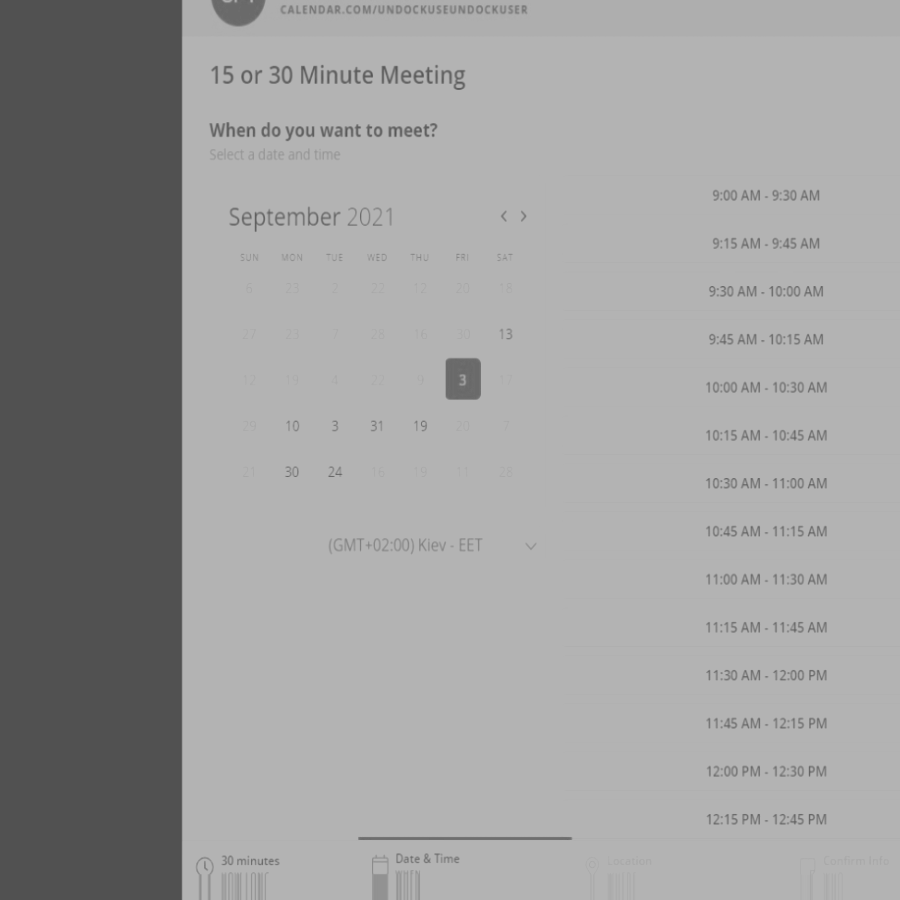 CALENDAR.COM/UNDOCKUSEUNDOCKUSER
15 or 30 Minute Meeting
When do you want to meet?
Select a date and time
September 2021
SUN MON TUE WED THU FRI SAT
6 23 2 22 12 20 18
27 23 28 16 30 13
12 4 22 9 3 17
29 10 3 31 19 20 7
21 30 24 16 19 11 28
(GMT+02:00) Kiev - EET
9:00 AM - 9:30 AM
9:15 AM - 9:45 AM
9:30 AM - 10:00 AM
9:45 AM - 10:15 AM
10:00 AM - 10:30 AM
10:15 AM - 10:45 AM
10:30 AM - 11:00 AM
10:45 AM - 11:15 AM
11:00 AM - 11:30 AM
11:15 AM - 11:45 AM
11:30 AM - 12:00 PM
11:45 AM - 12:15 PM
12:00 PM - 12:30 PM
12:15 PM - 12:45 PM
30 minutes
Date & Time
Location
Confirm Info